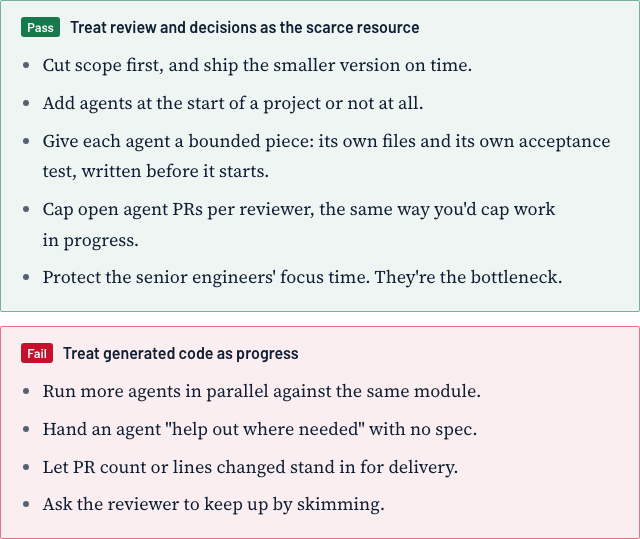 Pass Treat review and decisions as the scarce resource
• Cut scope first, and ship the smaller version on time.
• Add agents at the start of a project or not at all.
• Give each agent a bounded piece: its own files and its own acceptance
test, written before it starts.
• Cap open agent PRs per reviewer, the same way you'd cap work
in progress.
• Protect the senior engineers' focus time. They're the bottleneck.
Fail Treat generated code as progress
• Run more agents in parallel against the same module.
• Hand an agent "help out where needed" with no spec.
• Let PR count or lines changed stand in for delivery.
• Ask the reviewer to keep up by skimming.